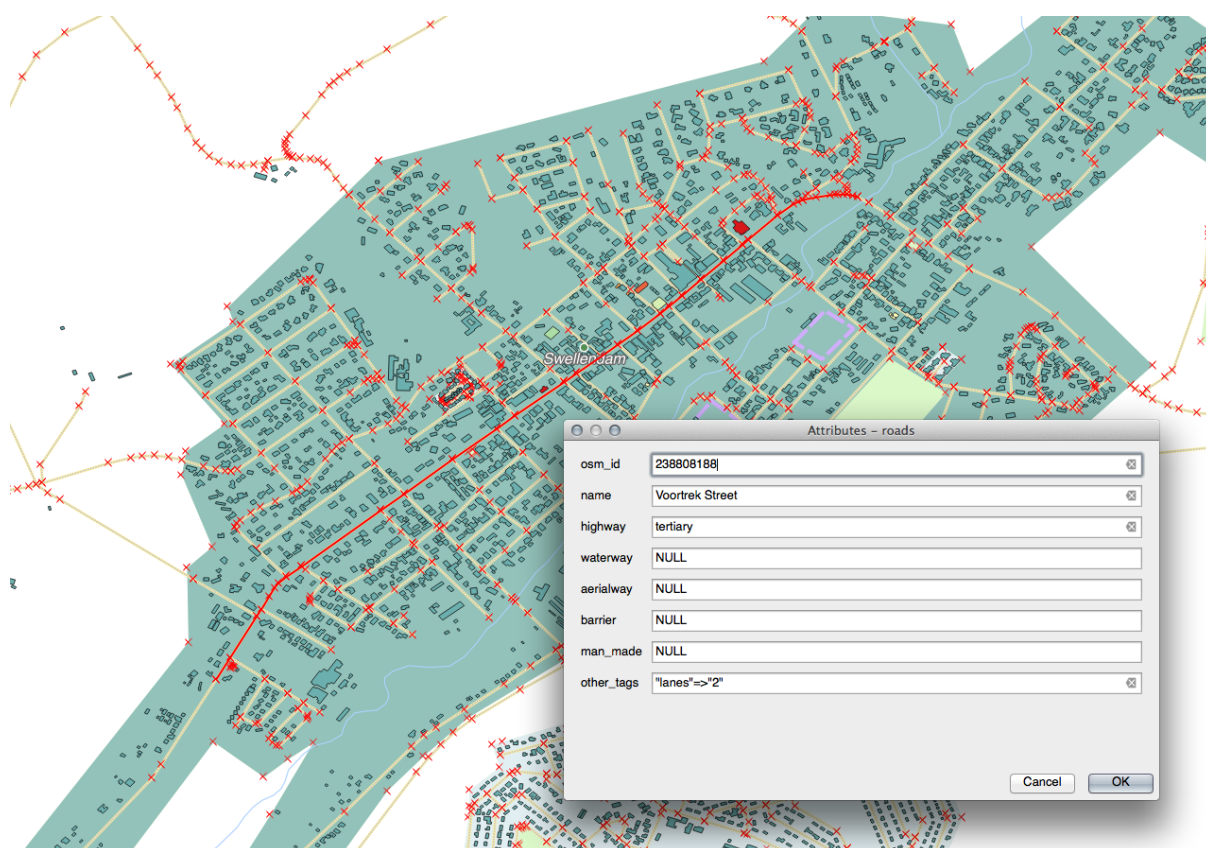 Swellendam
Attributes – roads
osm_id 238808188
name Voortrek Street
highway tertiary
waterway NULL
aerialway NULL
barrier NULL
man_made NULL
other_tags "lanes"=>"2"
Cancel OK